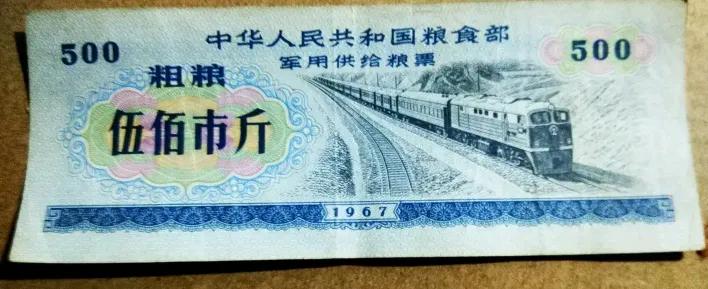 中华人民共和国粮食部
500 500
军用供给粮票
粗粮
伍佰市斤
1967